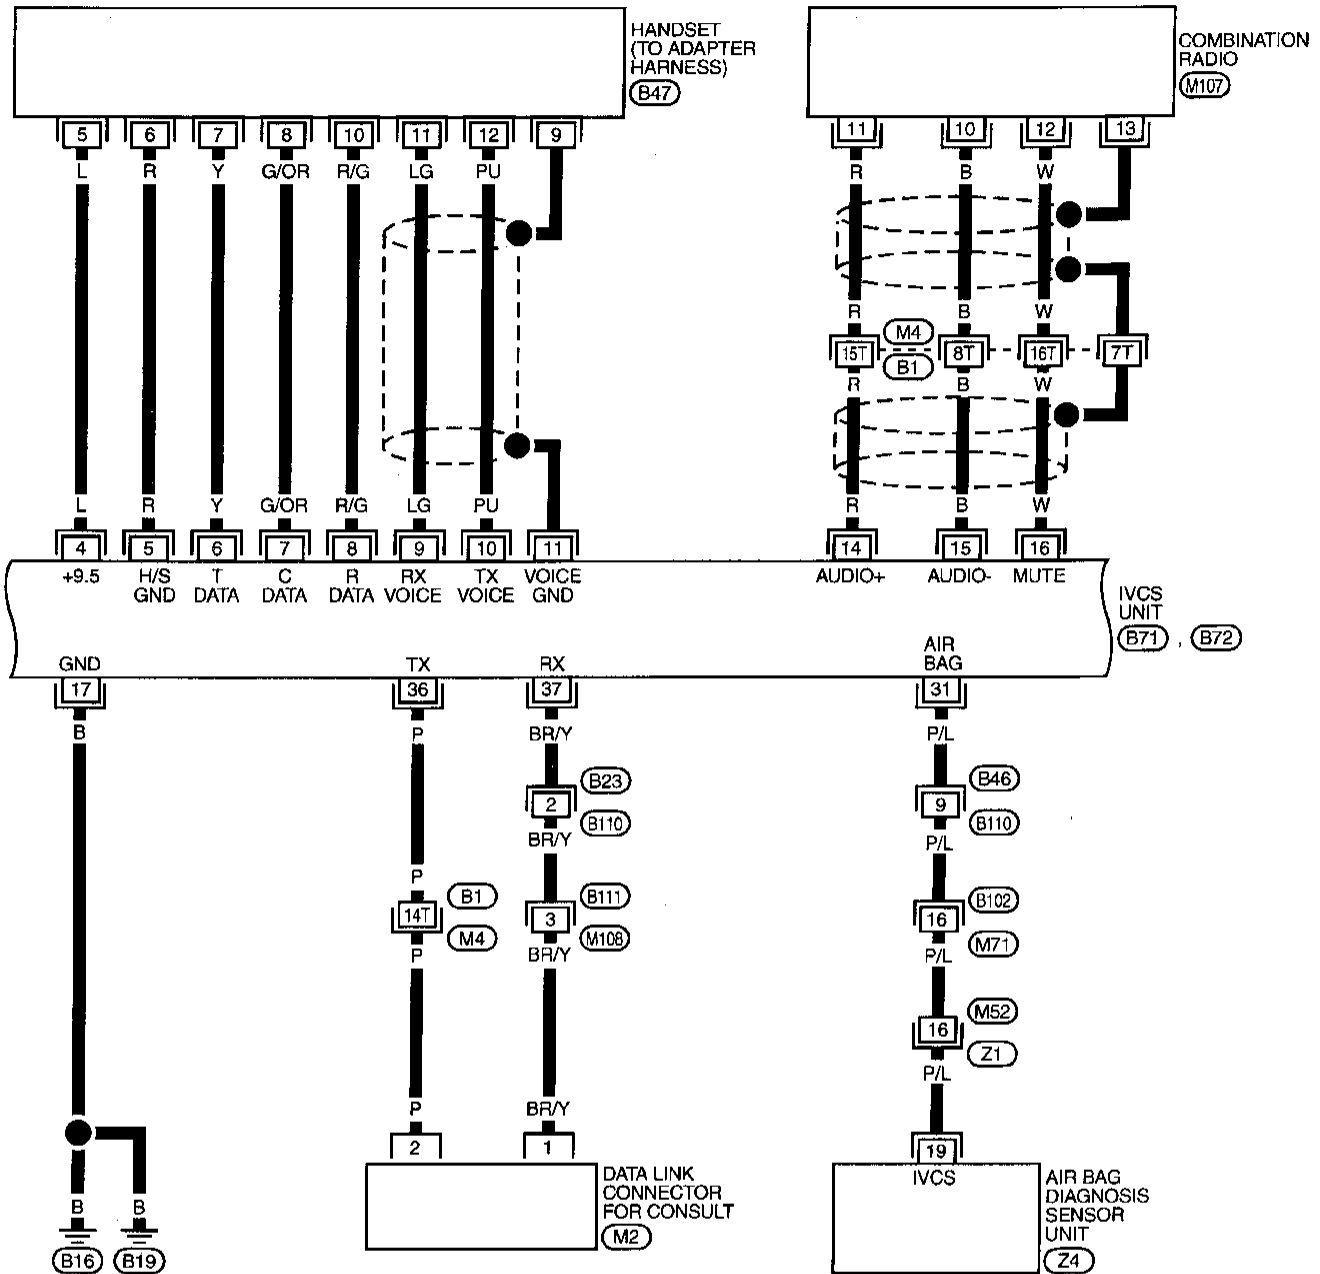 HANDSET
(TO ADAPTER
HARNESS)
B47
COMBINATION
RADIO
M107
5 6 7 8 10 11 12 9
11 10 12 13
L R Y G/OR R/G LG PU
R B W
R B W
M4
15T 8T 16T 7T
B1
R B W
L R Y G/OR R/G LG PU
R B W
4 5 6 7 8 9 10 11
14 15 16
+9.5 H/S T C R RX TX VOICE
GND DATA DATA DATA VOICE VOICE GND
AUDIO+ AUDIO- MUTE
IVCS
UNIT
B71 , B72
GND TX RX AIR
BAG
17 36 37 31
B P BR/Y P/L
B23
2
B110
BR/Y
B46
9
B110
P/L
P
B1
14T
M4
P
B111
3
M108
BR/Y
B102
16
M71
P/L
M52
16
Z1
P/L
P BR/Y
2 1
19
IVCS
DATA LINK
CONNECTOR
FOR CONSULT
M2
AIR BAG
DIAGNOSIS
SENSOR
UNIT
Z4
B B
B16 B19